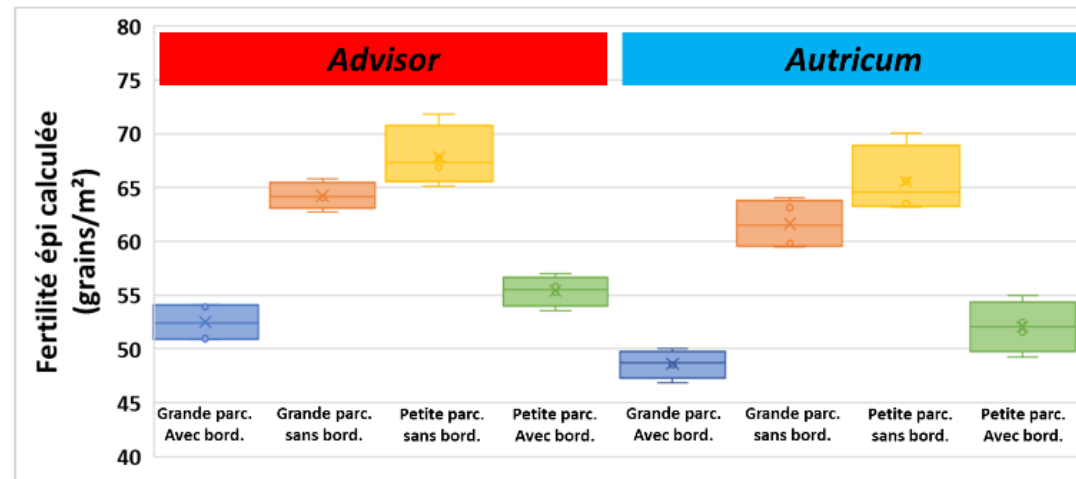 Advisor
Autricum
Fertilité épi calculée
(grains/m²)
80
75
70
65
60
55
50
45
40
Grande parc.
Avec bord.
Grande parc.
sans bord.
Petite parc.
sans bord.
Petite parc.
Avec bord.
Grande parc.
Avec bord.
Grande parc.
sans bord.
Petite parc.
sans bord.
Petite parc.
Avec bord.